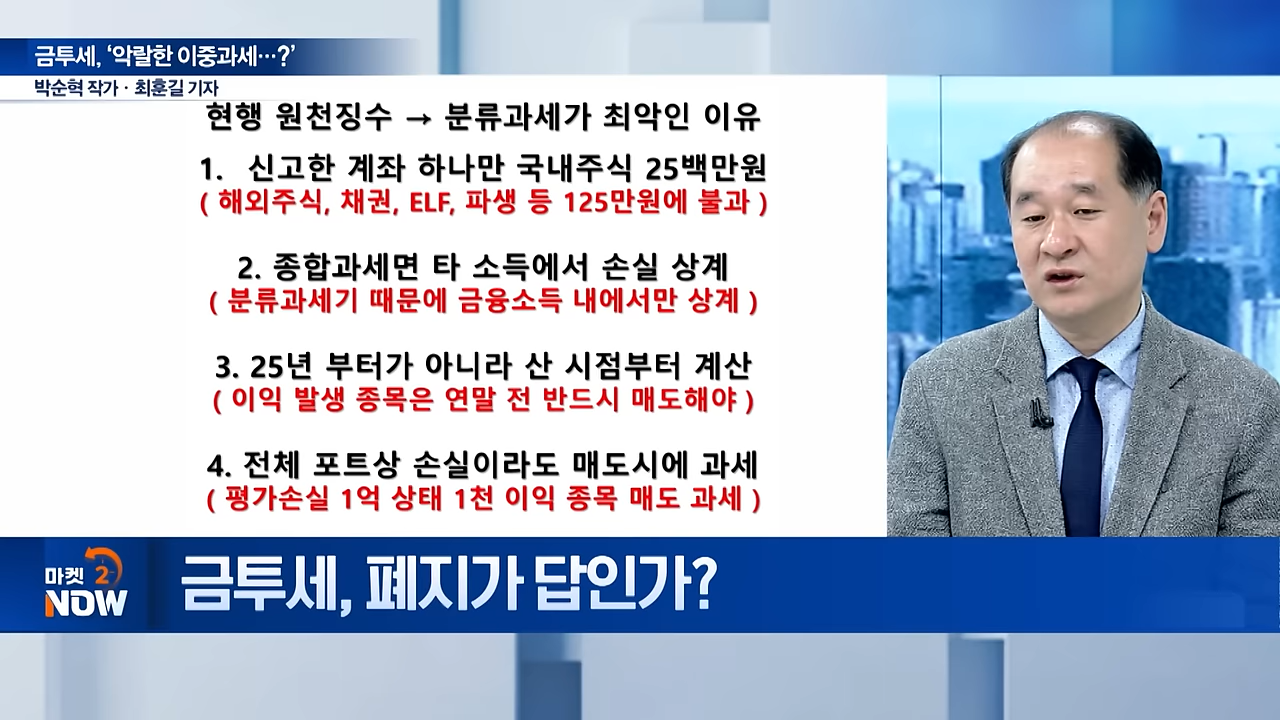 금투세, ‘악랄한 이중과세…?’
박순혁 작가 · 최훈길 기자
현행 원천징수 → 분류과세가 최악인 이유
1. 신고한 계좌 하나만 국내주식 25백만원
( 해외주식, 채권, ELF, 파생 등 125만원에 불과 )
2. 종합과세면 타 소득에서 손실 상계
( 분류과세기 때문에 금융소득 내에서만 상계 )
3. 25년 부터가 아니라 산 시점부터 계산
( 이익 발생 종목은 연말 전 반드시 매도해야 )
4. 전체 포트상 손실이라도 매도시에 과세
( 평가손실 1억 상태 1천 이익 종목 매도 과세 )
마켓 2
NOW
금투세, 폐지가 답인가?